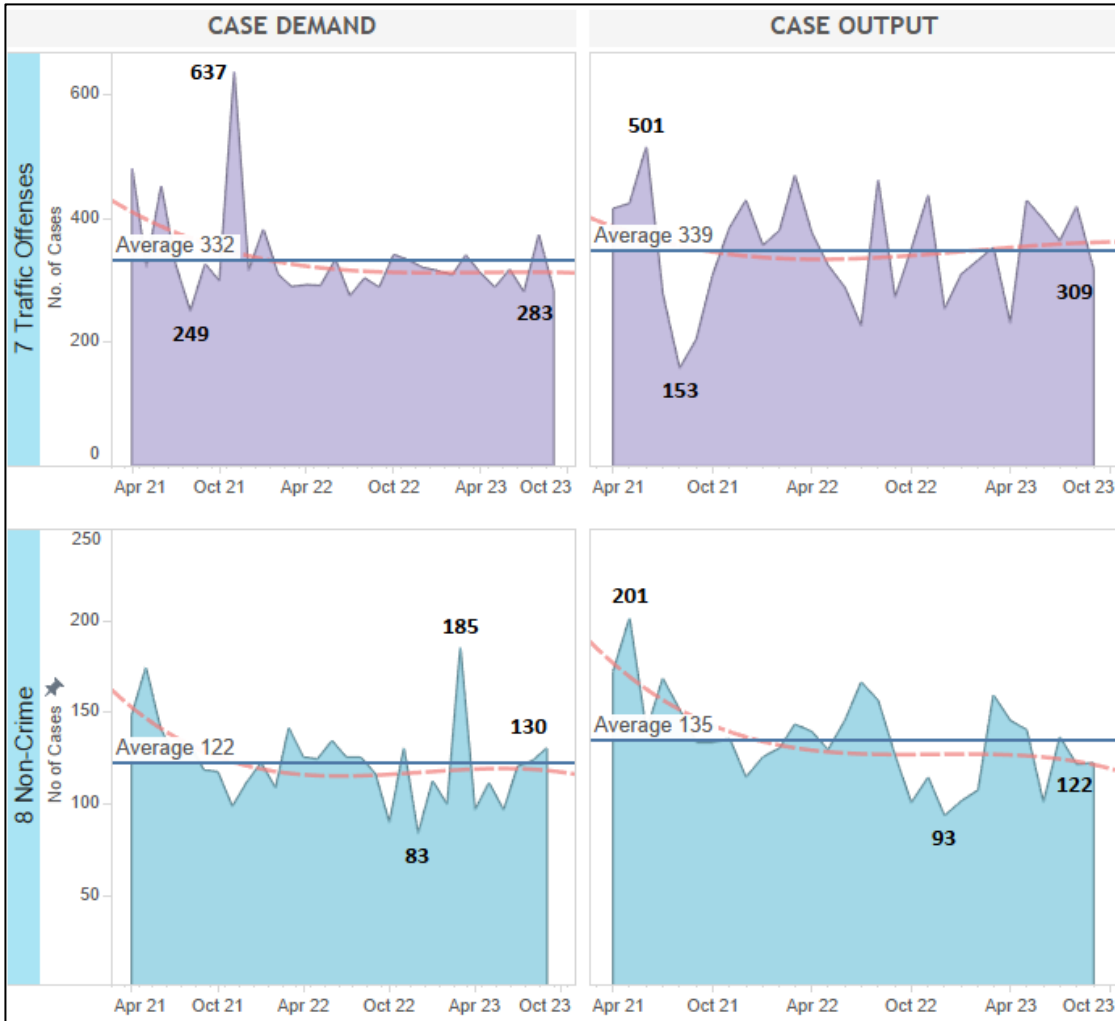 CASE DEMAND
CASE OUTPUT
7 Traffic Offenses
No. of Cases
600
400
200
0
637
Average 332
249
283
Apr 21 Oct 21 Apr 22 Oct 22 Apr 23 Oct 23
501
Average 339
153
309
Apr 21 Oct 21 Apr 22 Oct 22 Apr 23 Oct 23
8 Non-Crime
No of Cases
250
200
150
100
50
185
130
Average 122
83
Apr 21 Oct 21 Apr 22 Oct 22 Apr 23 Oct 23
201
Average 135
122
93
Apr 21 Oct 21 Apr 22 Oct 22 Apr 23 Oct 23